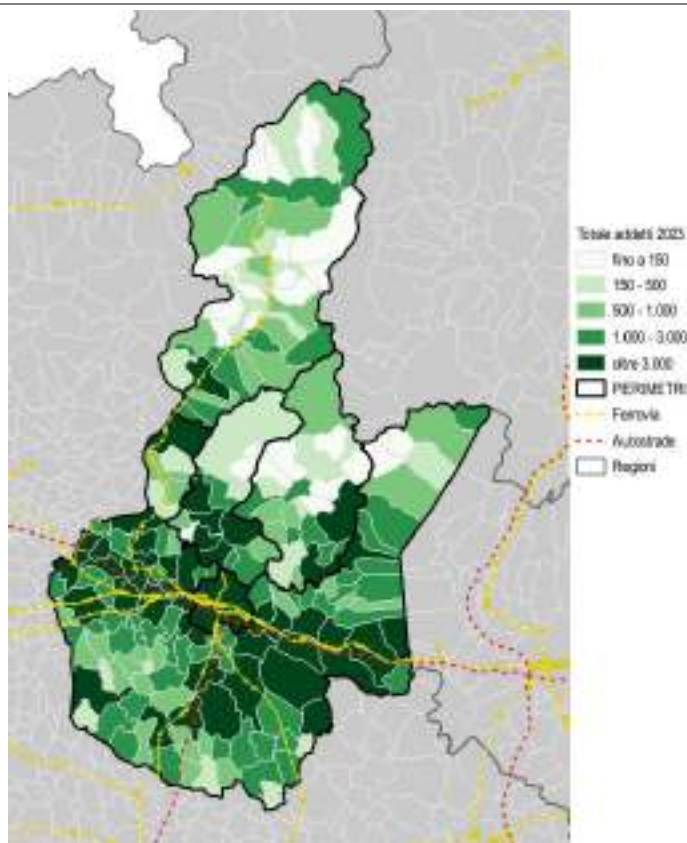 Totale addetti 2023
fino a 150
150 - 500
500 - 1.000
1.000 - 3.000
oltre 3.000
PERIMETRI
Ferrovia
Autostrade
Regioni